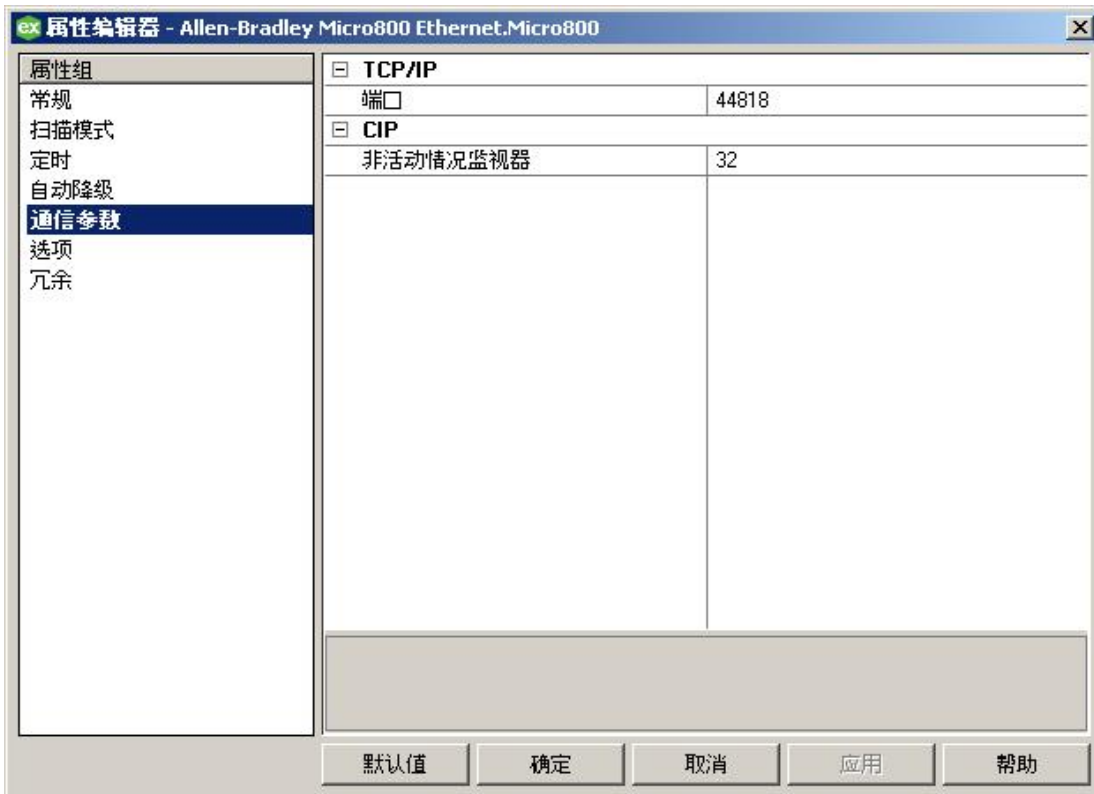 ex 属性编辑器 - Allen-Bradley Micro800 Ethernet.Micro800
属性组
常规
扫描模式
定时
自动降级
通信参数
选项
冗余
TCP/IP
端口 44818
CIP
非活动情况监视器 32
默认值 确定 取消 应用 帮助